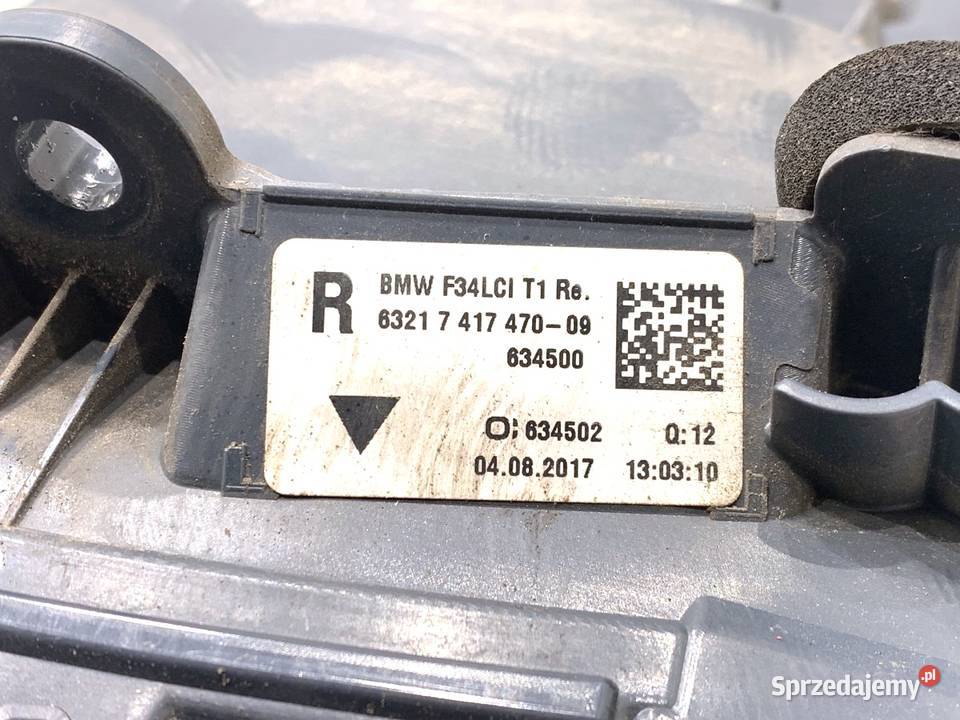 R
BMW F34LCI T1 Re.
6321 7 417 470-09
634500
O: 634502 Q:12
04.08.2017 13:03:10
Sprzedajemy.pl